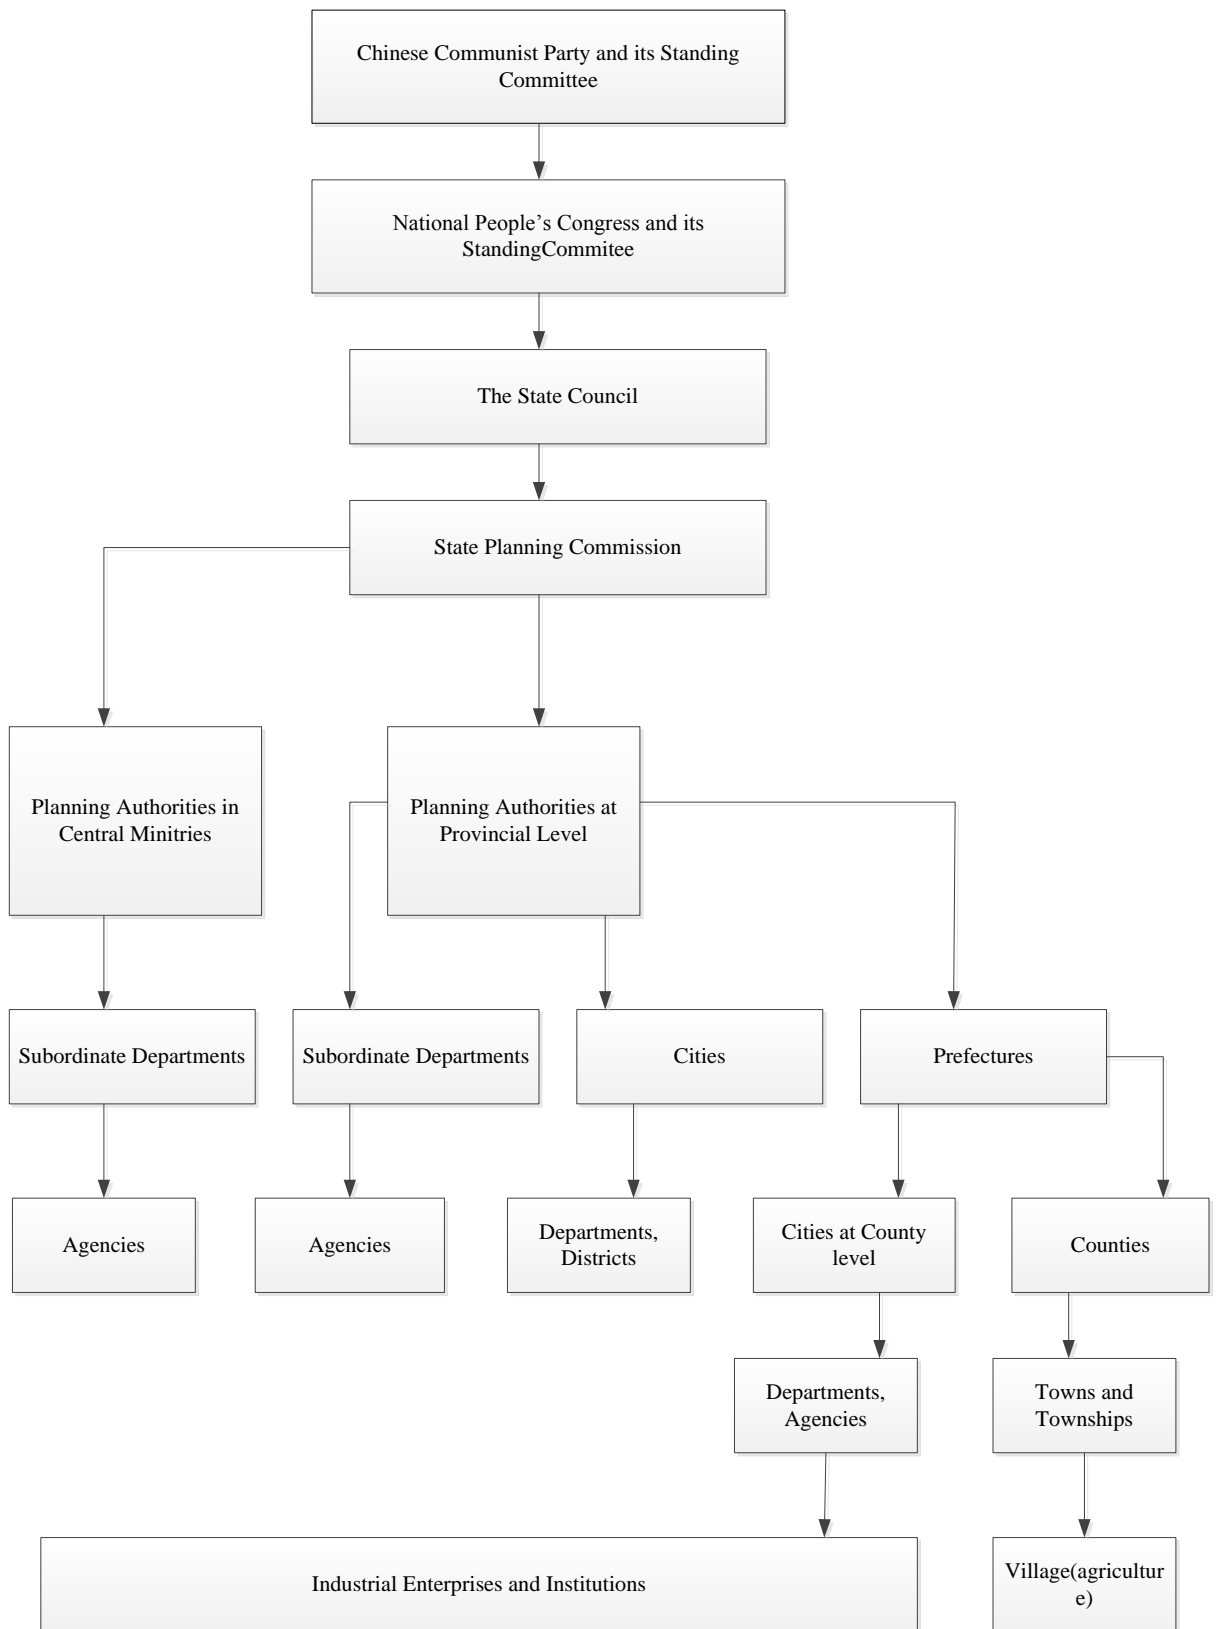 Chinese Communist Party and its Standing
Committee
National People’s Congress and its
StandingCommitee
The State Council
State Planning Commission
Planning Authorities in
Central Minitries
Planning Authorities at
Provincial Level
Subordinate Departments
Subordinate Departments
Cities
Prefectures
Agencies
Agencies
Departments,
Districts
Cities at County
level
Counties
Departments,
Agencies
Towns and
Townships
Industrial Enterprises and Institutions
Village(agricultur
e)